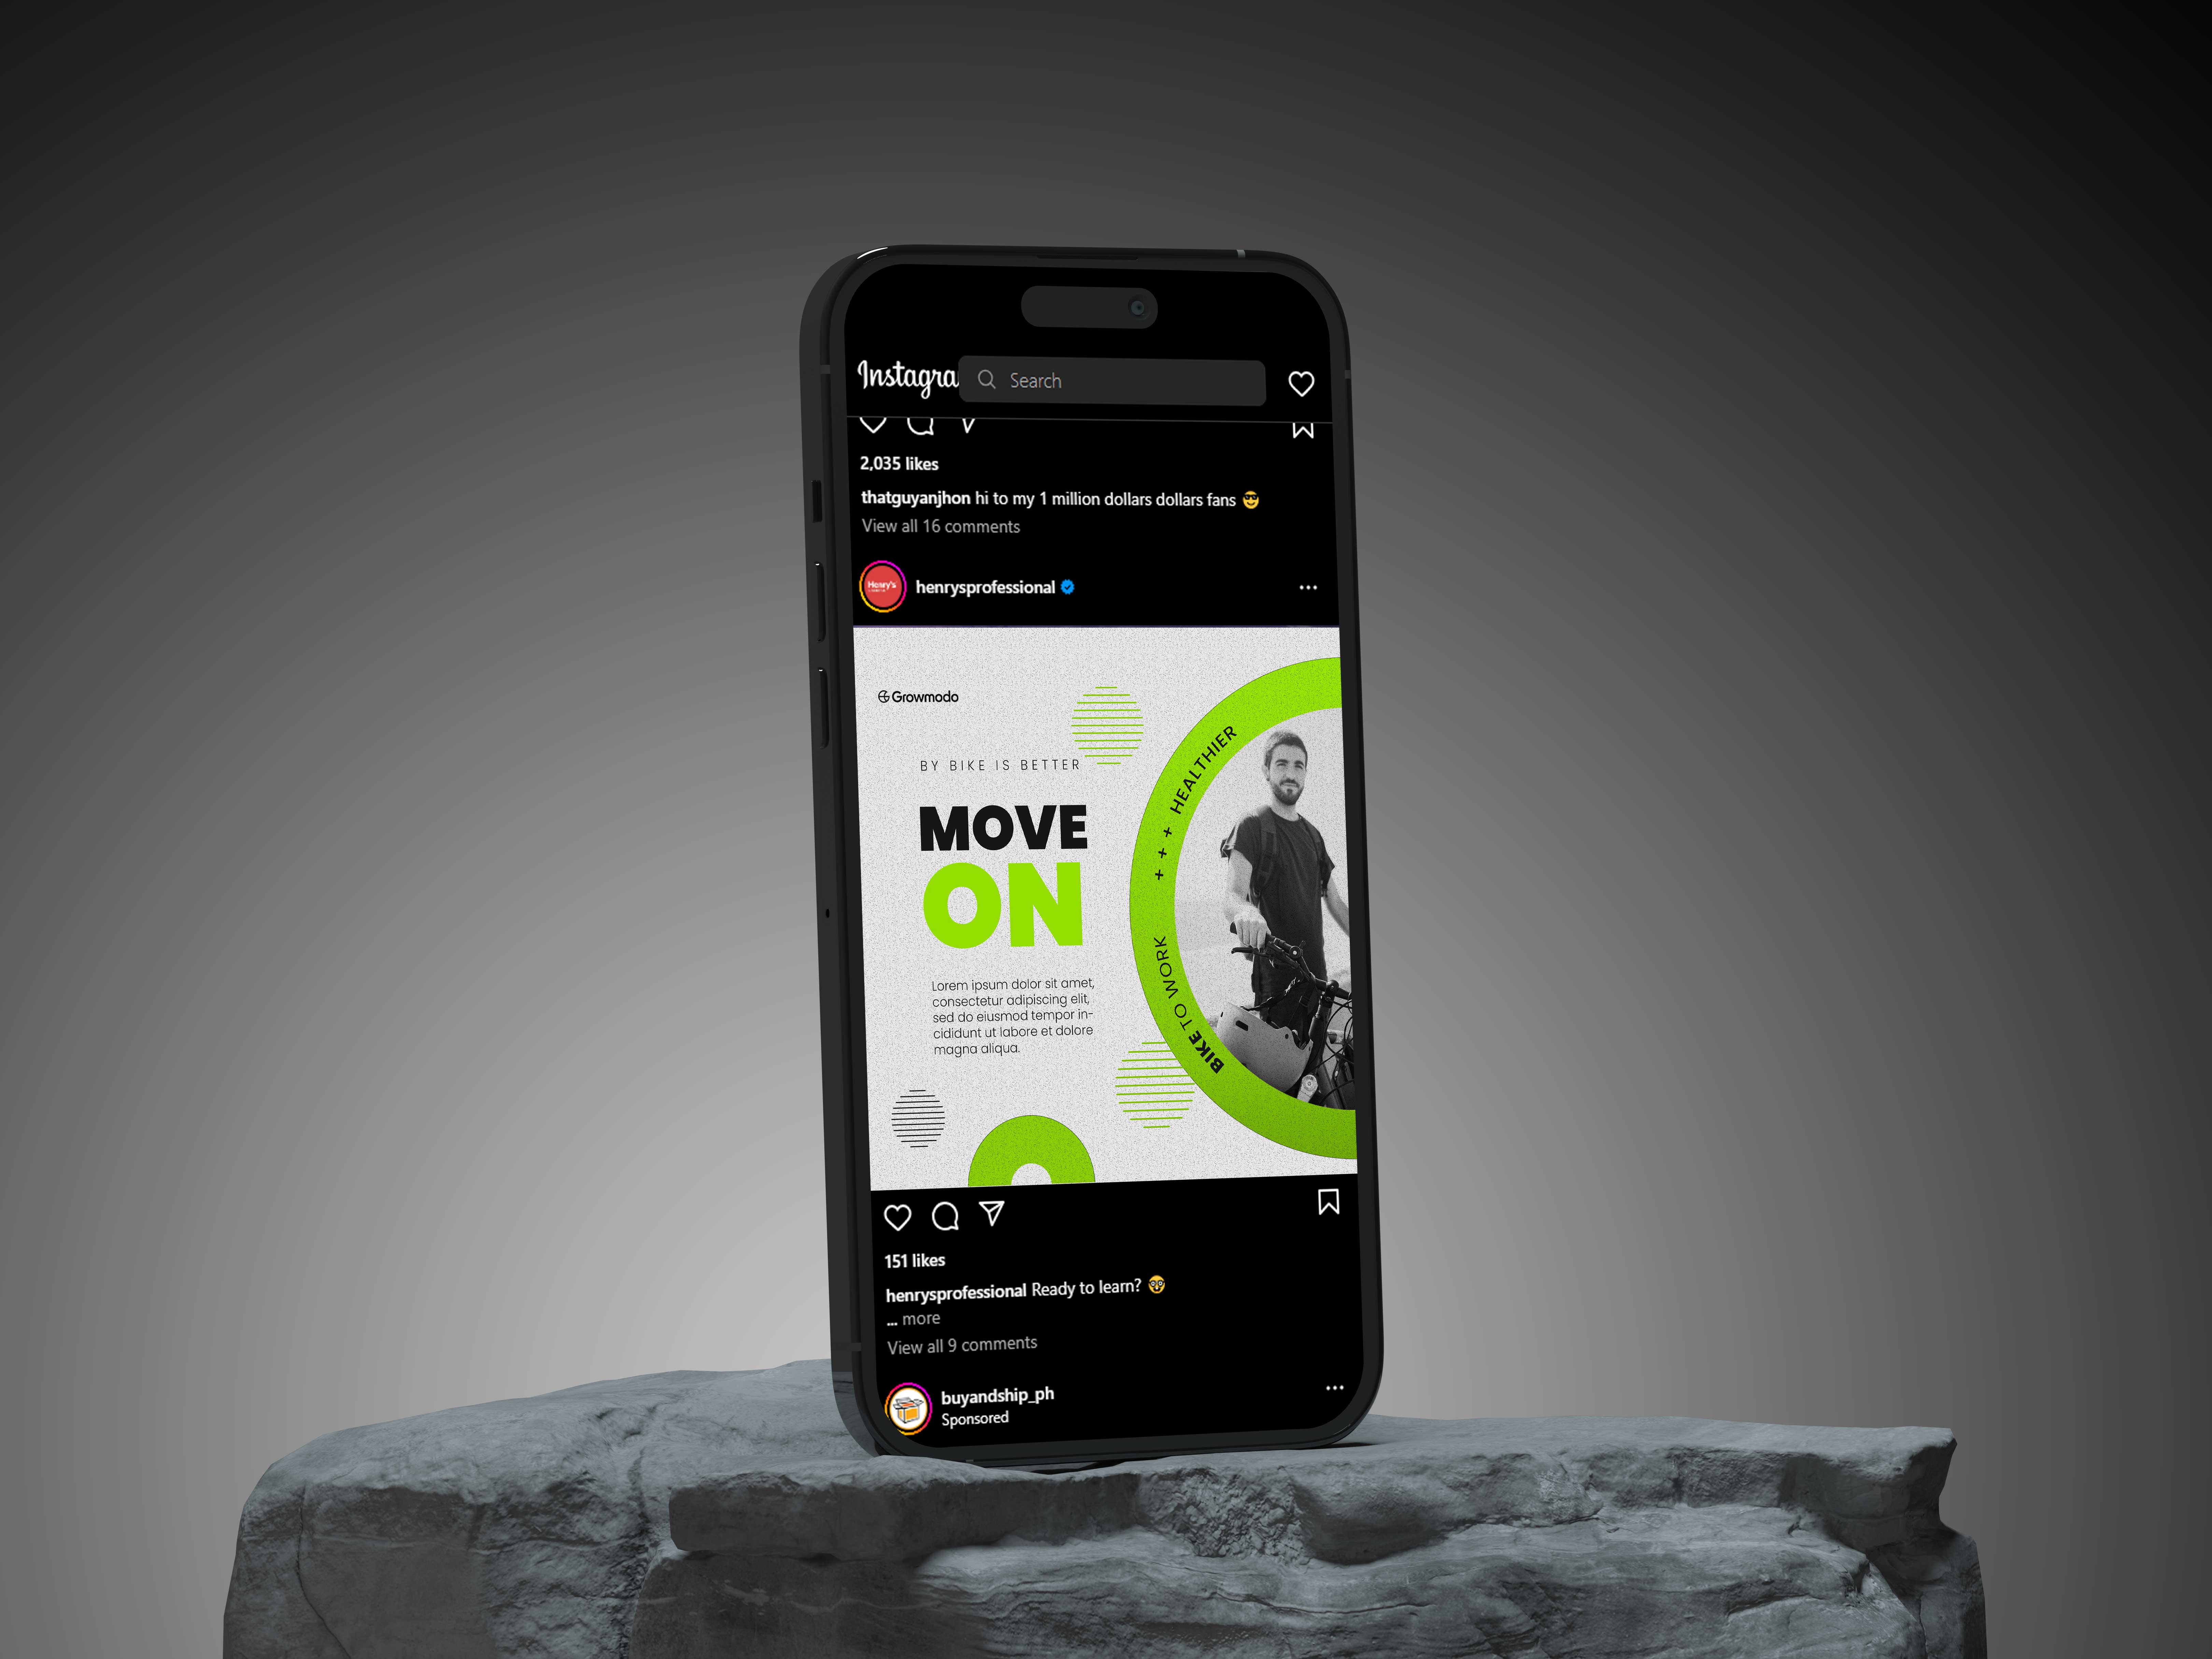 Instagra
Search
2,035 likes
thatguyanjhon hi to my 1 million dollars dollars fans 😎
View all 16 comments
Henry's
henrysprofessional
Growmodo
BY BIKE IS BETTER
MOVE
ON
Lorem ipsum dolor sit amet,
consectetur adipiscing elit,
sed do eiusmod tempor in-
cididunt ut labore et dolore
magna aliqua.
BIKE TO WORK + + + HEALTHIER
151 likes
henrysprofessional Ready to learn? 🤓
... more
View all 9 comments
buyandship_ph
Sponsored